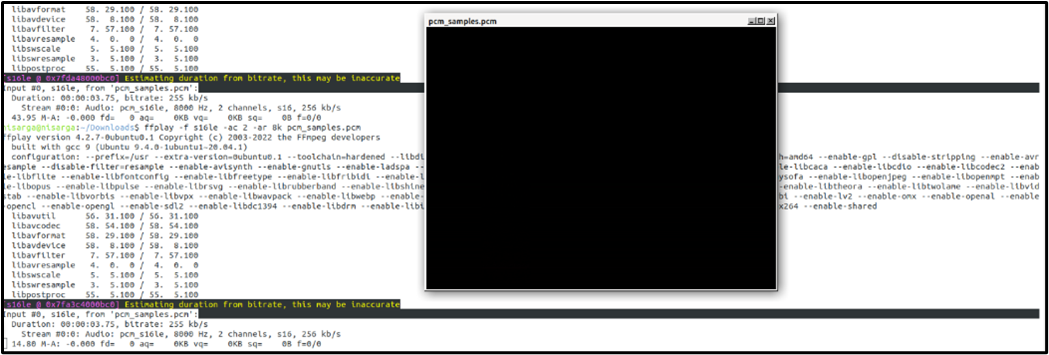 libavformat    58. 29.100 / 58. 29.100
libavdevice    58.  8.100 / 58.  8.100
libavfilter     7. 57.100 /  7. 57.100
libavresample   4.  0.  0 /  4.  0.  0
libswscale      5.  5.100 /  5.  5.100
libswresample   3.  5.100 /  3.  5.100
libpostproc    55.  5.100 / 55.  5.100
[s16le @ 0x7fda48000bc0] Estimating duration from bitrate, this may be inaccurate
Input #0, s16le, from 'pcm_samples.pcm':
Duration: 00:00:03.75, bitrate: 255 kb/s
Stream #0:0: Audio: pcm_s16le, 8000 Hz, 2 channels, s16, 256 kb/s
43.95 M-A: -0.000 fd=   0 aq=    0KB vq=    0KB sq=    0B f=0/0
nisarga@nisarga:~/Downloads$ ffplay -f s16le -ac 2 -ar 8k pcm_samples.pcm
ffplay version 4.2.7-0ubuntu0.1 Copyright (c) 2003-2022 the FFmpeg developers
built with gcc 9 (Ubuntu 9.4.0-1ubuntu1~20.04.1)
configuration: --prefix=/usr --extra-version=0ubuntu0.1 --toolchain=hardened --libdi h=amd64 --enable-gpl --disable-stripping --enable-avr
esample --disable-filter=resample --enable-avisynth --enable-gnutls --enable-ladspa -- le-libcaca --enable-libcdio --enable-libcodec2 --enab
le-libflite --enable-libfontconfig --enable-libfreetype --enable-libfribidi --enable-l ysofa --enable-libopenjpeg --enable-libopenmpt --enab
le-libopus --enable-libpulse --enable-librsvg --enable-librubberband --enable-libshine --enable-libtheora --enable-libtwolame --enable-libvid
stab --enable-libvorbis --enable-libvpx --enable-libwavpack --enable-libwebp --enable- bi --enable-lv2 --enable-omx --enable-openal --enable
-opencl --enable-opengl --enable-sdl2 --enable-libdc1394 --enable-libdrm --enable-libi x264 --enable-shared
libavutil      56. 31.100 / 56. 31.100
libavcodec     58. 54.100 / 58. 54.100
libavformat    58. 29.100 / 58. 29.100
libavdevice    58.  8.100 / 58.  8.100
libavfilter     7. 57.100 /  7. 57.100
libavresample   4.  0.  0 /  4.  0.  0
libswscale      5.  5.100 /  5.  5.100
libswresample   3.  5.100 /  3.  5.100
libpostproc    55.  5.100 / 55.  5.100
[s16le @ 0x7fa3c4000bc0] Estimating duration from bitrate, this may be inaccurate
Input #0, s16le, from 'pcm_samples.pcm':
Duration: 00:00:03.75, bitrate: 255 kb/s
Stream #0:0: Audio: pcm_s16le, 8000 Hz, 2 channels, s16, 256 kb/s
14.80 M-A: -0.000 fd=   0 aq=    0KB vq=    0KB sq=    0B f=0/0
pcm_samples.pcm